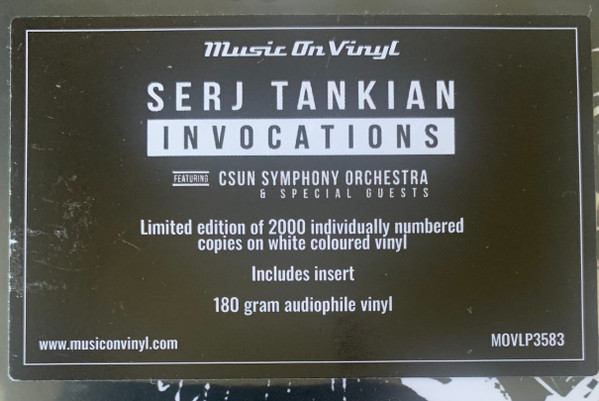 Music On Vinyl
SERJ TANKIAN
INVOCATIONS
FEATURING CSUN SYMPHONY ORCHESTRA
& SPECIAL GUESTS
Limited edition of 2000 individually numbered
copies on white coloured vinyl
Includes insert
180 gram audiophile vinyl
www.musiconvinyl.com
MOVLP3583